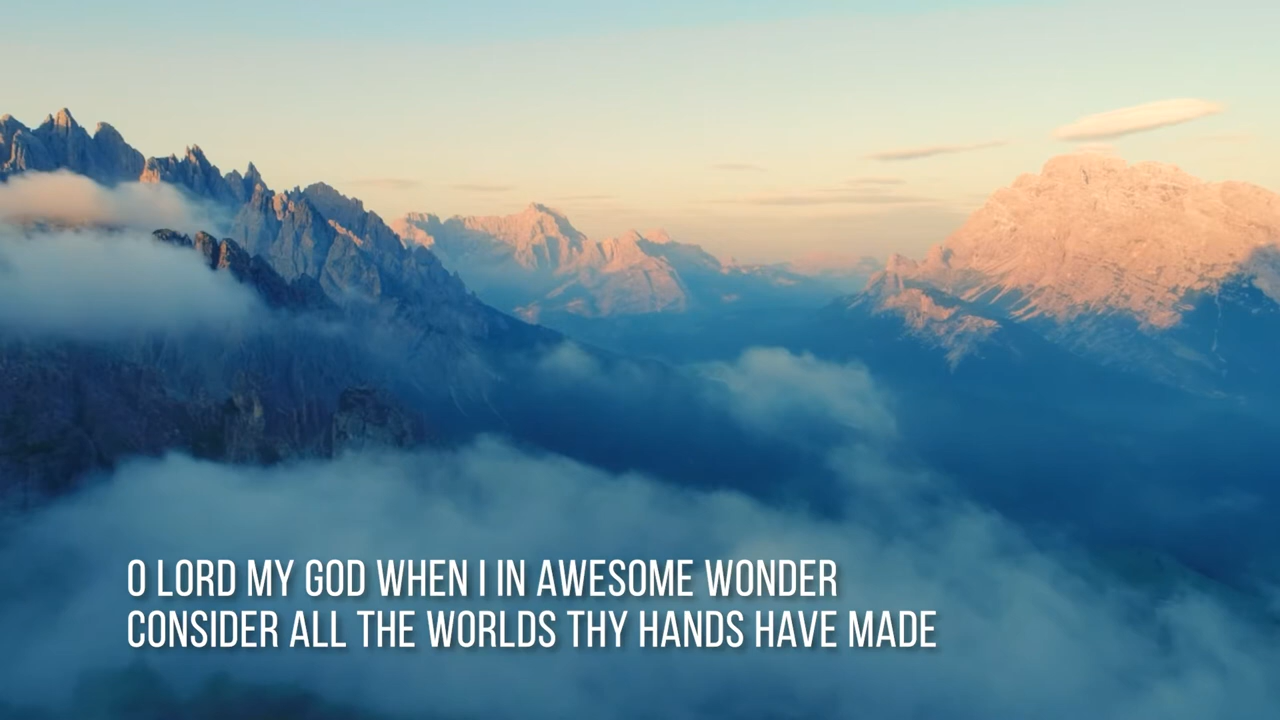 O LORD MY GOD WHEN I IN AWESOME WONDER
CONSIDER ALL THE WORLDS THY HANDS HAVE MADE